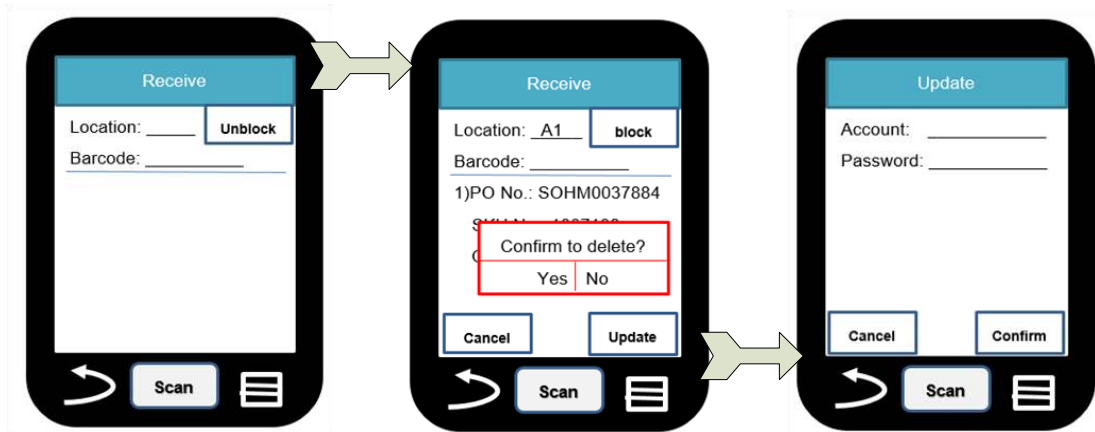 Receive
Location: _____ Unblock
Barcode: __________
Scan
Receive
Location: _A1__ block
Barcode: __________
1)PO No.: SOHM0037884
Confirm to delete?
Yes No
Cancel Update
Scan
Update
Account: ____________
Password: ____________
Cancel Confirm
Scan